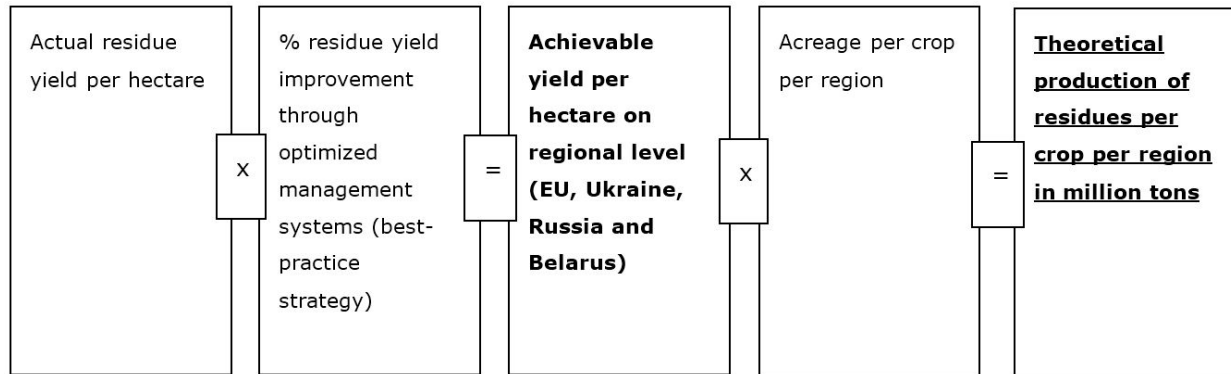 Actual residue
yield per hectare
x
% residue yield
improvement
through
optimized
management
systems (best-
practice
strategy)
=
Achievable
yield per
hectare on
regional level
(EU, Ukraine,
Russia and
Belarus)
x
Acreage per crop
per region
=
Theoretical
production of
residues per
crop per region
in million tons